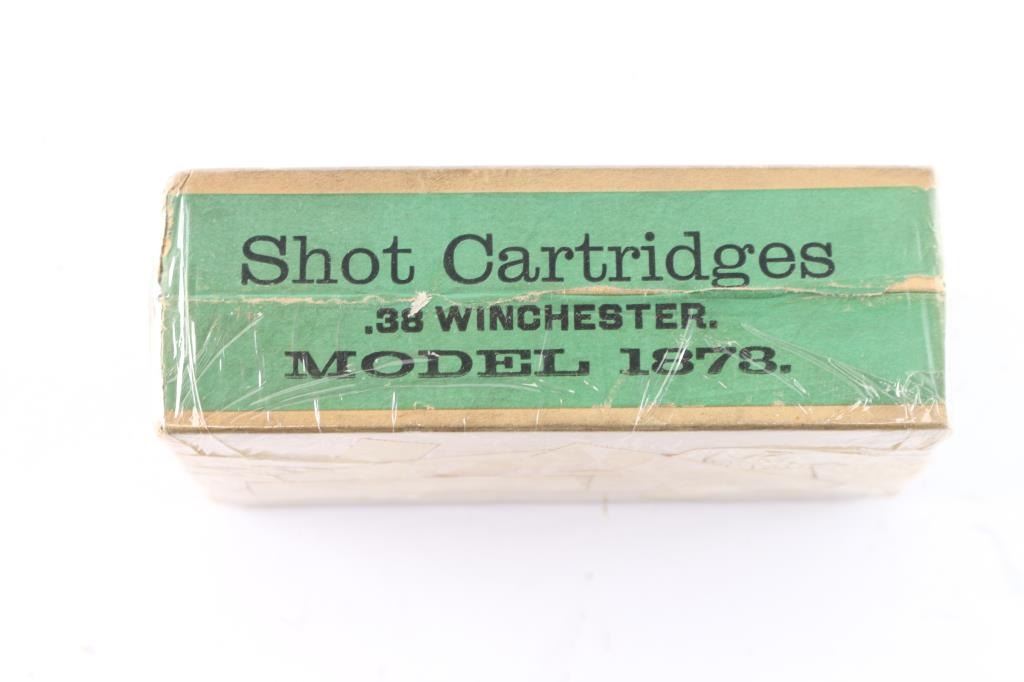 Shot Cartridges
.38 WINCHESTER.
MODEL 1873.